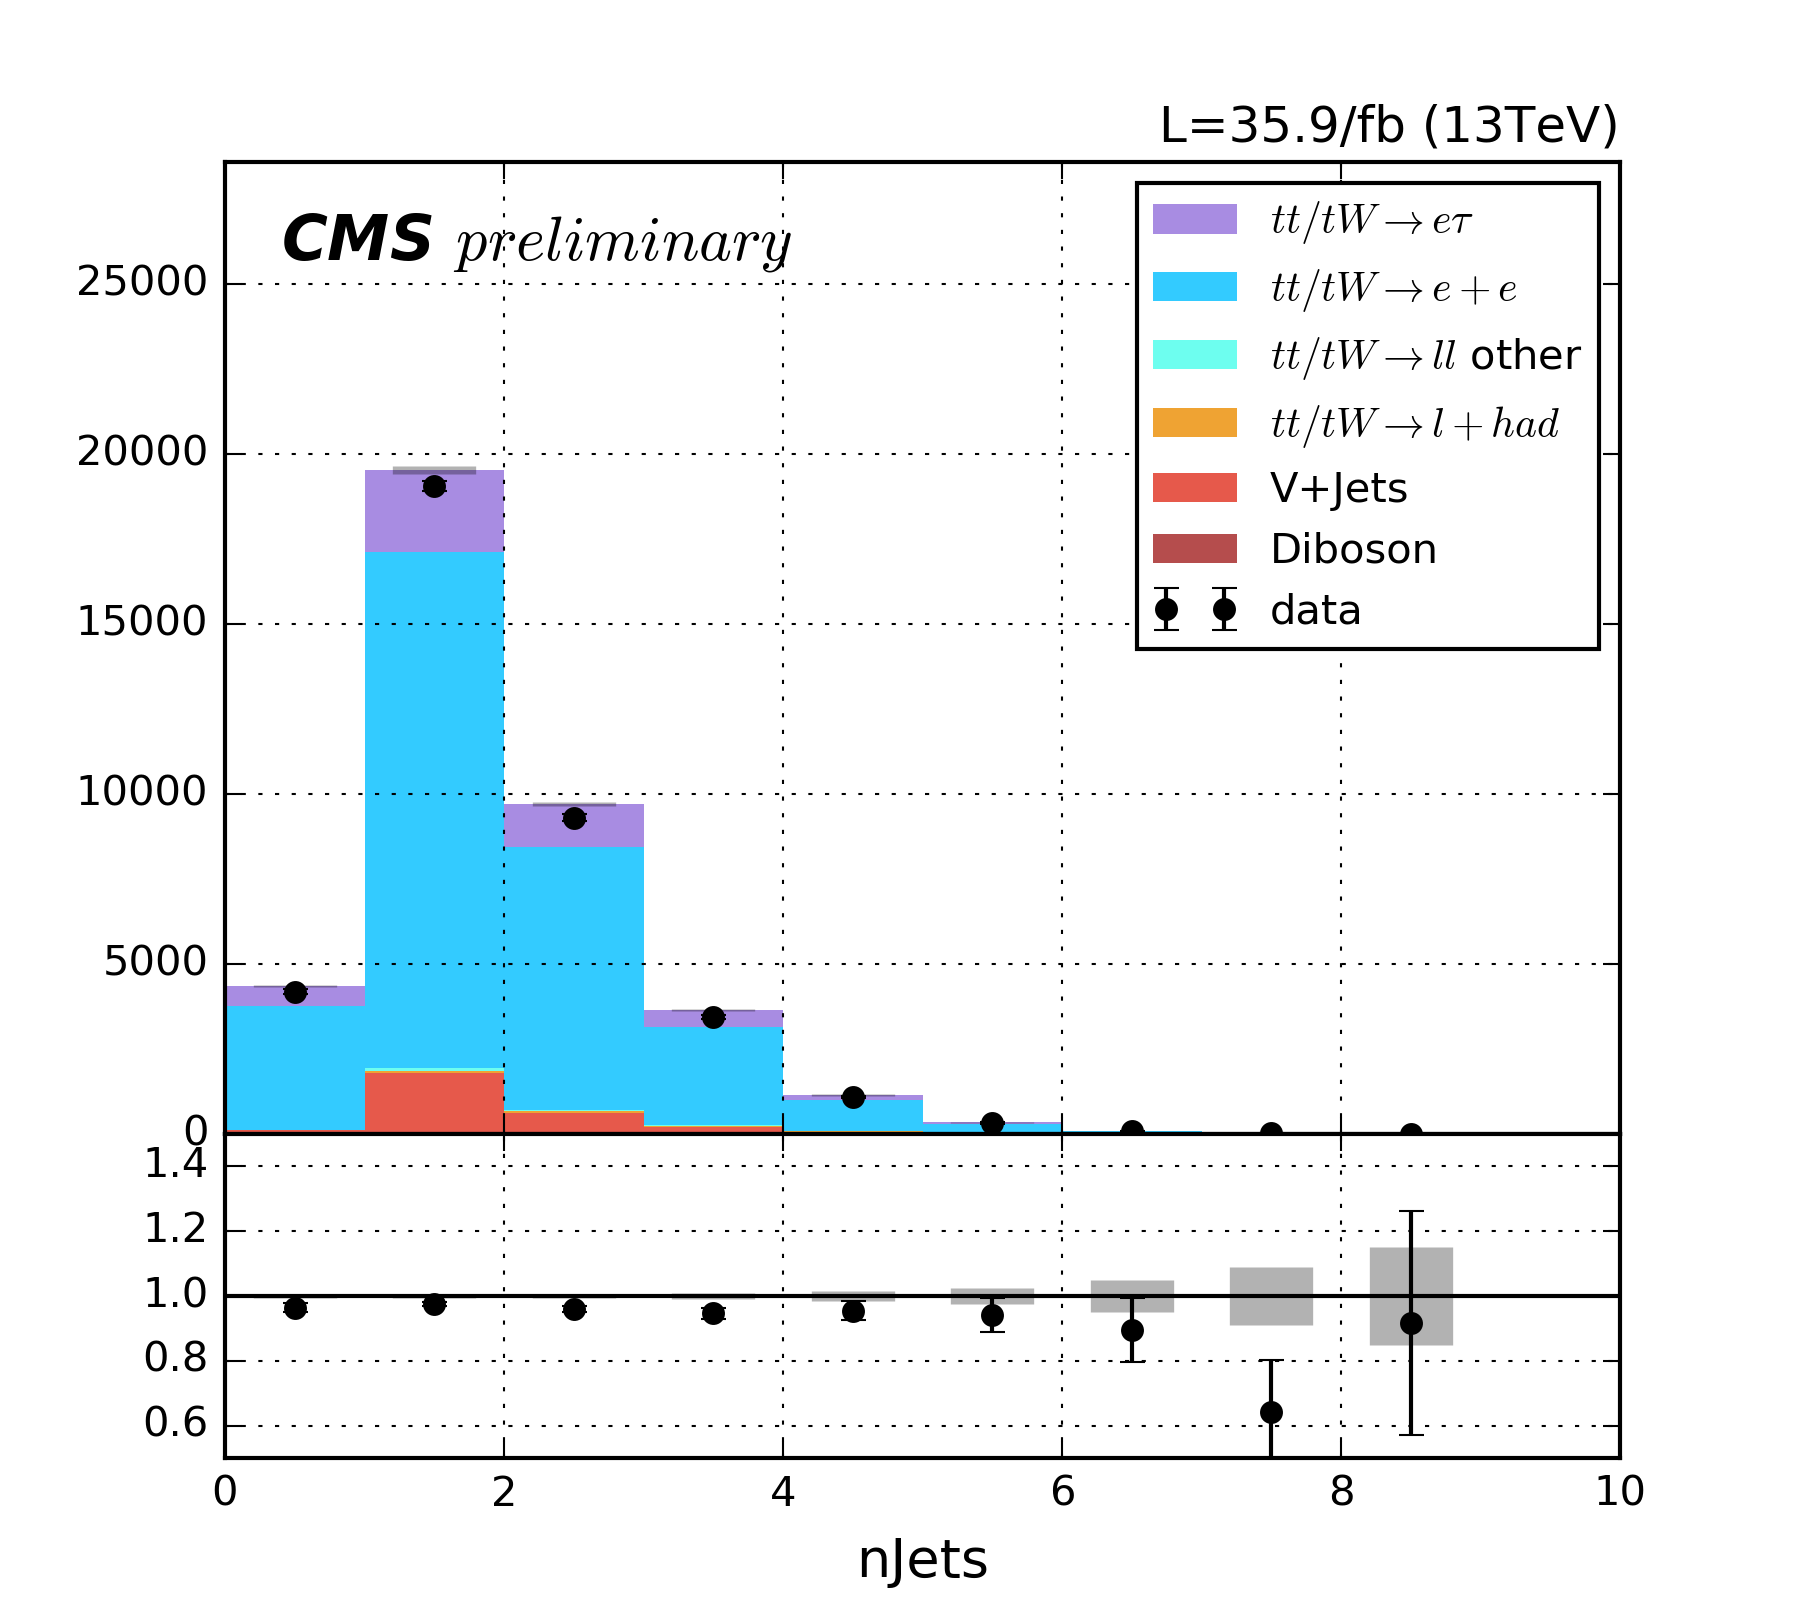 L=35.9/fb (13TeV)
CMS preliminary
tt/tW→eτ
tt/tW→e+e
tt/tW→ll other
tt/tW→l+had
V+Jets
Diboson
data
25000
20000
15000
10000
5000
0
1.4
1.2
1.0
0.8
0.6
0 2 4 6 8 10
nJets